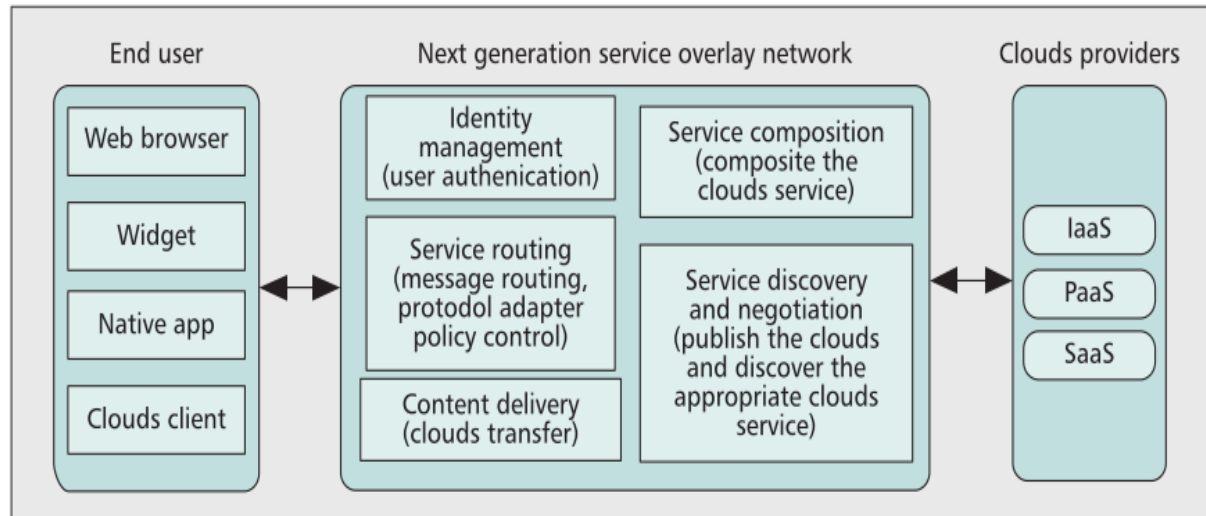 End user
Web browser
Widget
Native app
Clouds client
Next generation service overlay network
Identity
management
(user authenication)
Service routing
(message routing,
protodol adapter
policy control)
Content delivery
(clouds transfer)
Service composition
(composite the
clouds service)
Service discovery
and negotiation
(publish the clouds
and discover the
appropriate clouds
service)
Clouds providers
IaaS
PaaS
SaaS